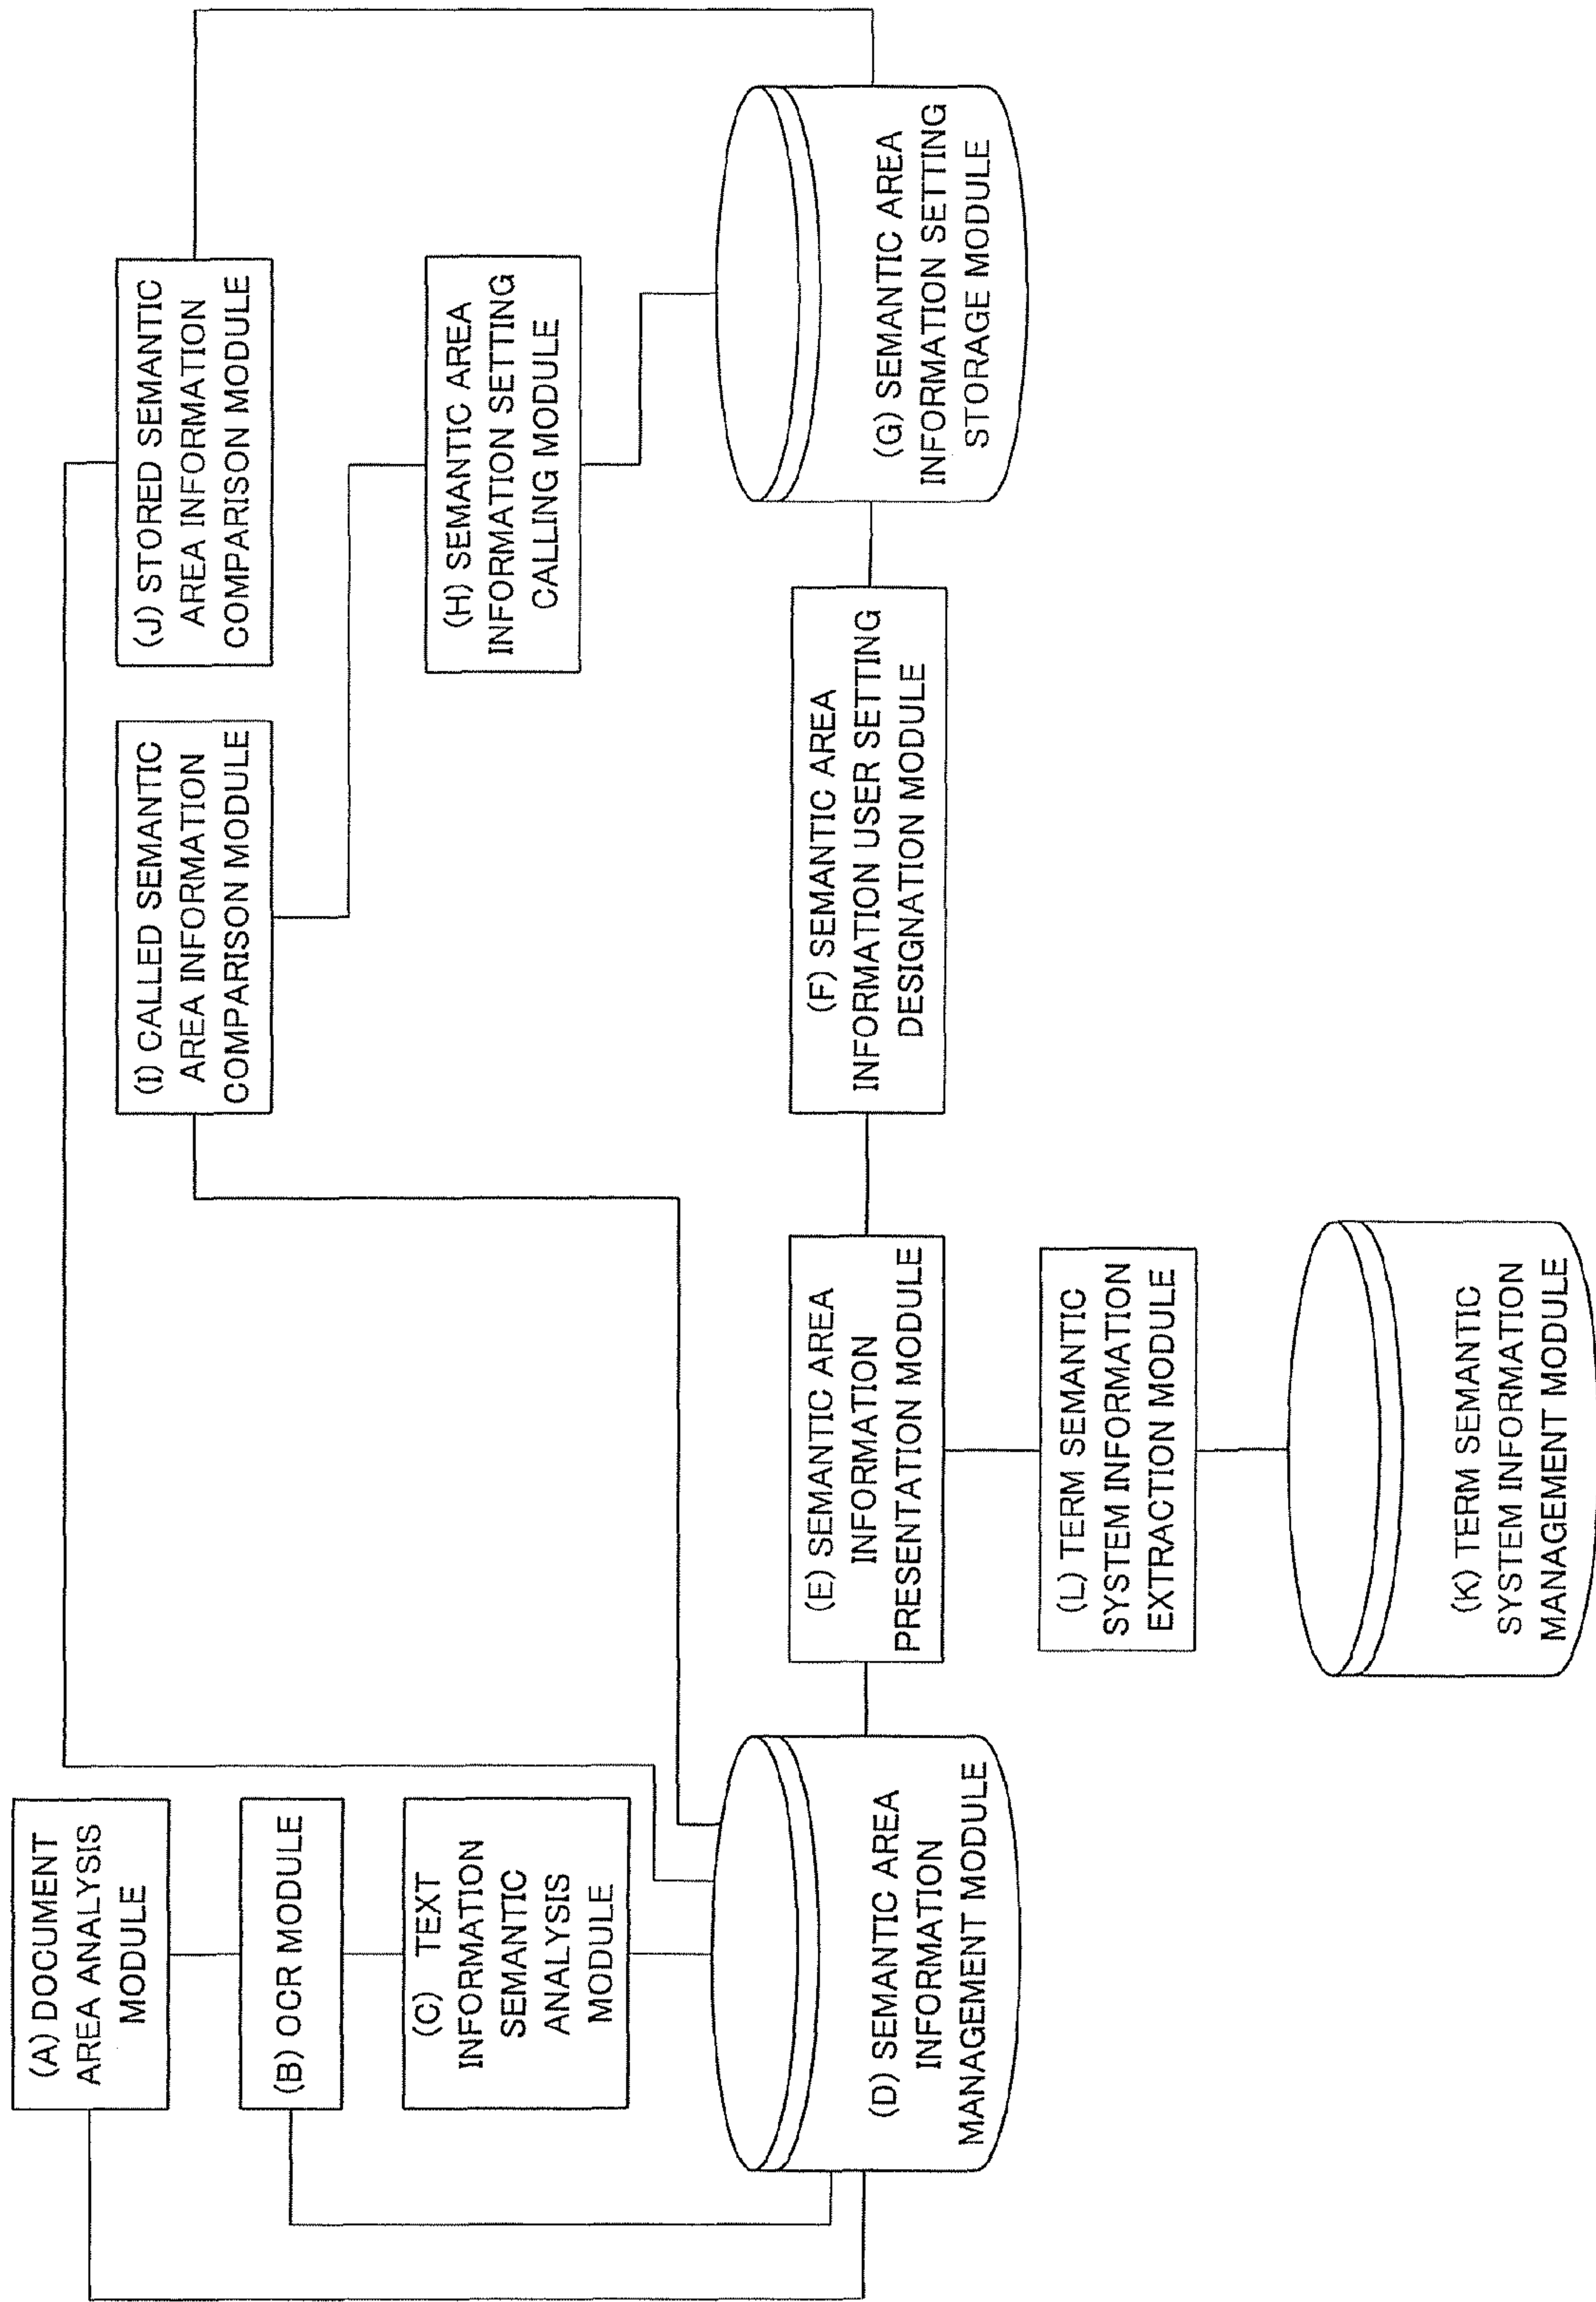 (A) DOCUMENT
AREA ANALYSIS
MODULE
(B) OCR MODULE
(C) TEXT
INFORMATION
SEMANTIC
ANALYSIS
MODULE
(D) SEMANTIC AREA
INFORMATION
MANAGEMENT MODULE
(E) SEMANTIC AREA
INFORMATION
PRESENTATION MODULE
(L) TERM SEMANTIC
SYSTEM INFORMATION
EXTRACTION MODULE
(K) TERM SEMANTIC
SYSTEM INFORMATION
MANAGEMENT MODULE
(I) CALLED SEMANTIC
AREA INFORMATION
COMPARISON MODULE
(F) SEMANTIC AREA
INFORMATION USER SETTING
DESIGNATION MODULE
(J) STORED SEMANTIC
AREA INFORMATION
COMPARISON MODULE
(H) SEMANTIC AREA
INFORMATION SETTING
CALLING MODULE
(G) SEMANTIC AREA
INFORMATION SETTING
STORAGE MODULE